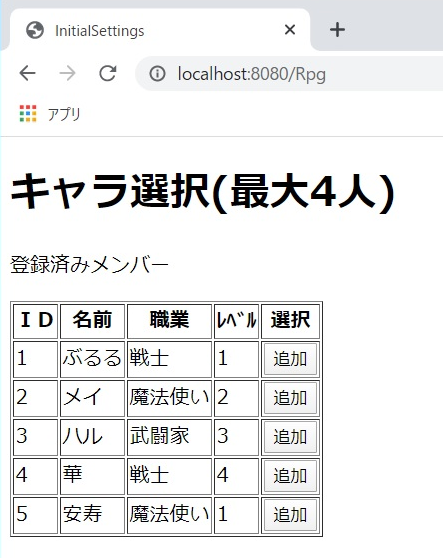 InitialSettings
localhost:8080/Rpg
アプリ
キャラ選択(最大4人)
登録済みメンバー
ＩＤ 名前 職業 ﾚﾍﾞﾙ 選択
1 ぶるる 戦士 1 追加
2 メイ 魔法使い 2 追加
3 ハル 武闘家 3 追加
4 華 戦士 4 追加
5 安寿 魔法使い 1 追加